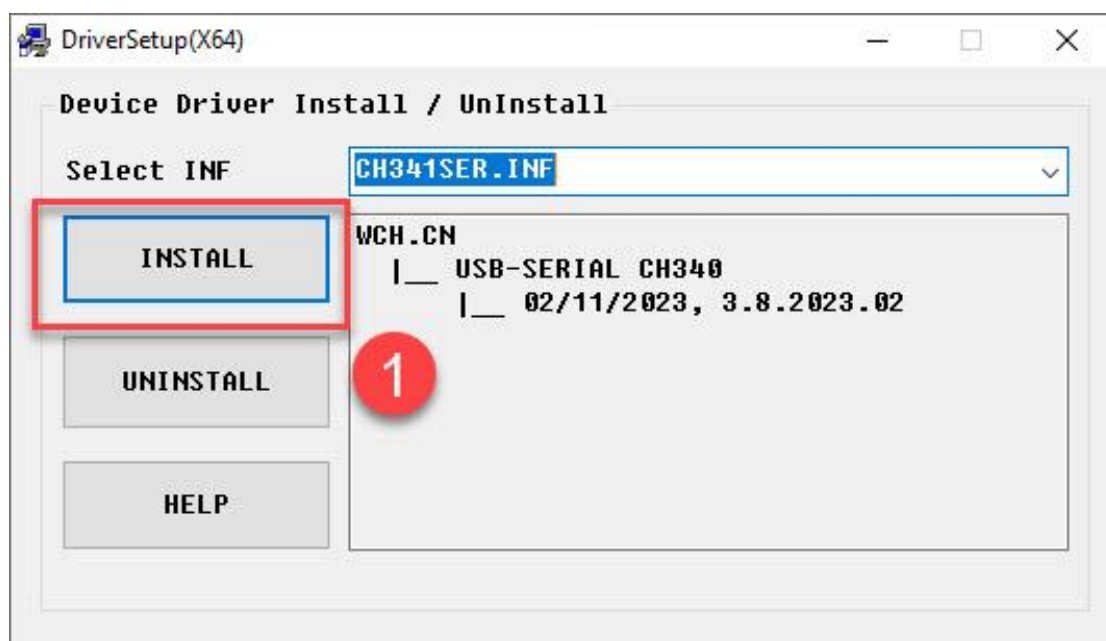 DriverSetup(X64)
Device Driver Install / UnInstall
Select INF
CH341SER.INF
INSTALL
WCH.CN
|__ USB-SERIAL CH340
|__ 02/11/2023, 3.8.2023.02
UNINSTALL
1
HELP